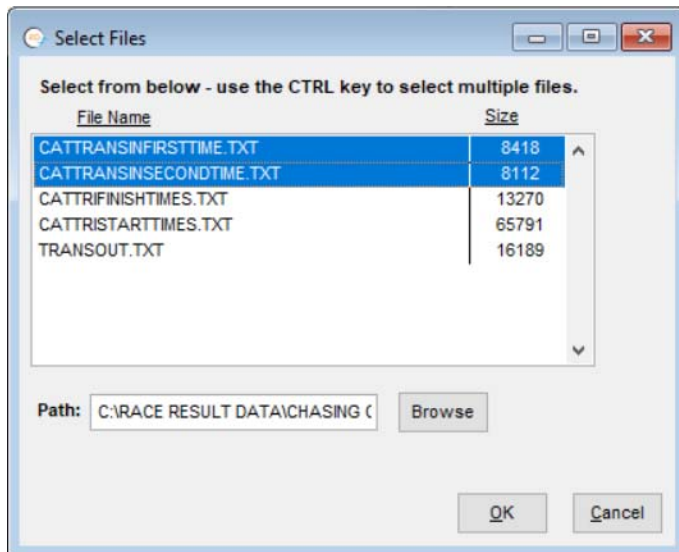 Select Files
Select from below - use the CTRL key to select multiple files.
File Name Size
CATTRANSINFIRSTTIME.TXT 8418
CATTRANSINSECONDTIME.TXT 8112
CATTRIFINISHTIMES.TXT 13270
CATTRISTARTTIMES.TXT 65791
TRANSOUT.TXT 16189
Path: C:\RACE RESULT DATA\CHASING Browse
OK Cancel